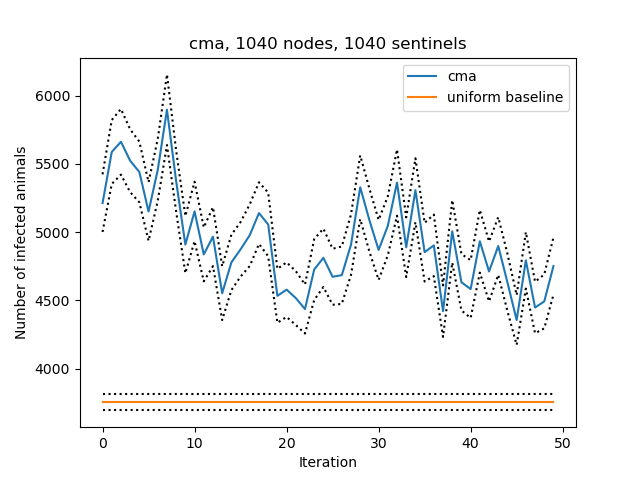 cma, 1040 nodes, 1040 sentinels
cma
uniform baseline
Number of infected animals
6000
5500
5000
4500
4000
0 10 20 30 40 50
Iteration